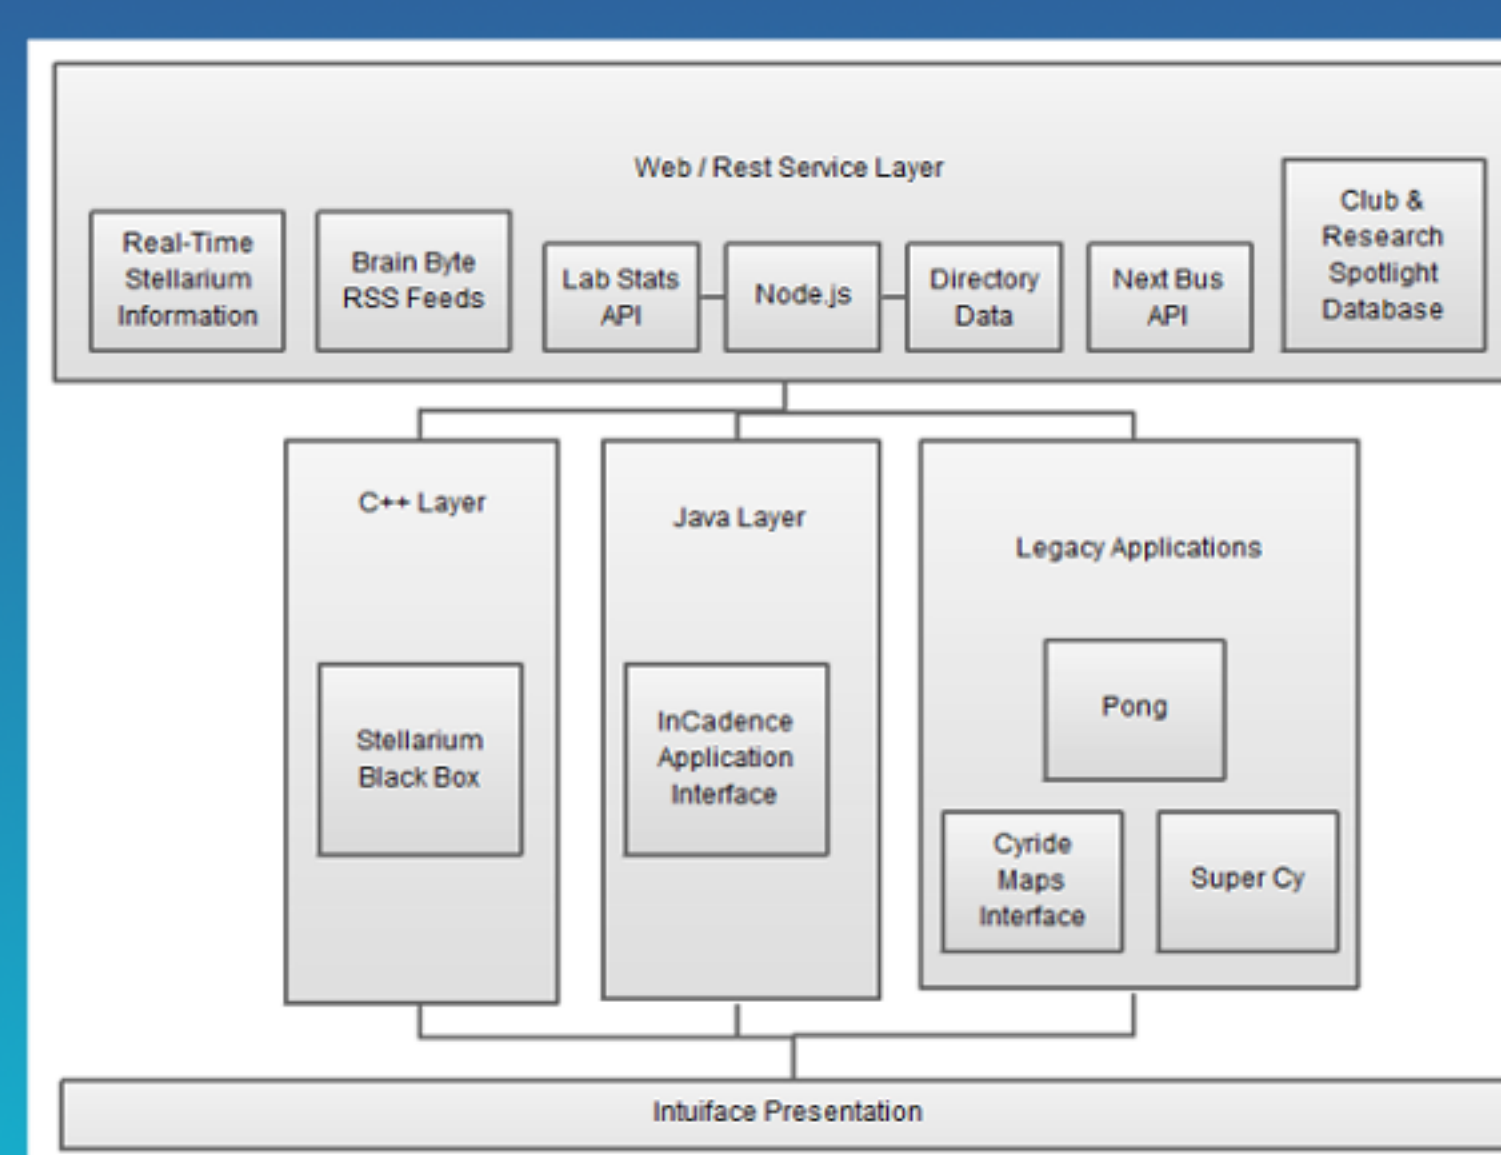 Web / Rest Service Layer
Real-Time
Stellarium
Information
Brain Byte
RSS Feeds
Lab Stats
API
Node.js
Directory
Data
Next Bus
API
Club &
Research
Spotlight
Database
C++ Layer
Stellarium
Black Box
Java Layer
InCadence
Application
Interface
Legacy Applications
Pong
Cyride
Maps
Interface
Super Cy
Intuiface Presentation